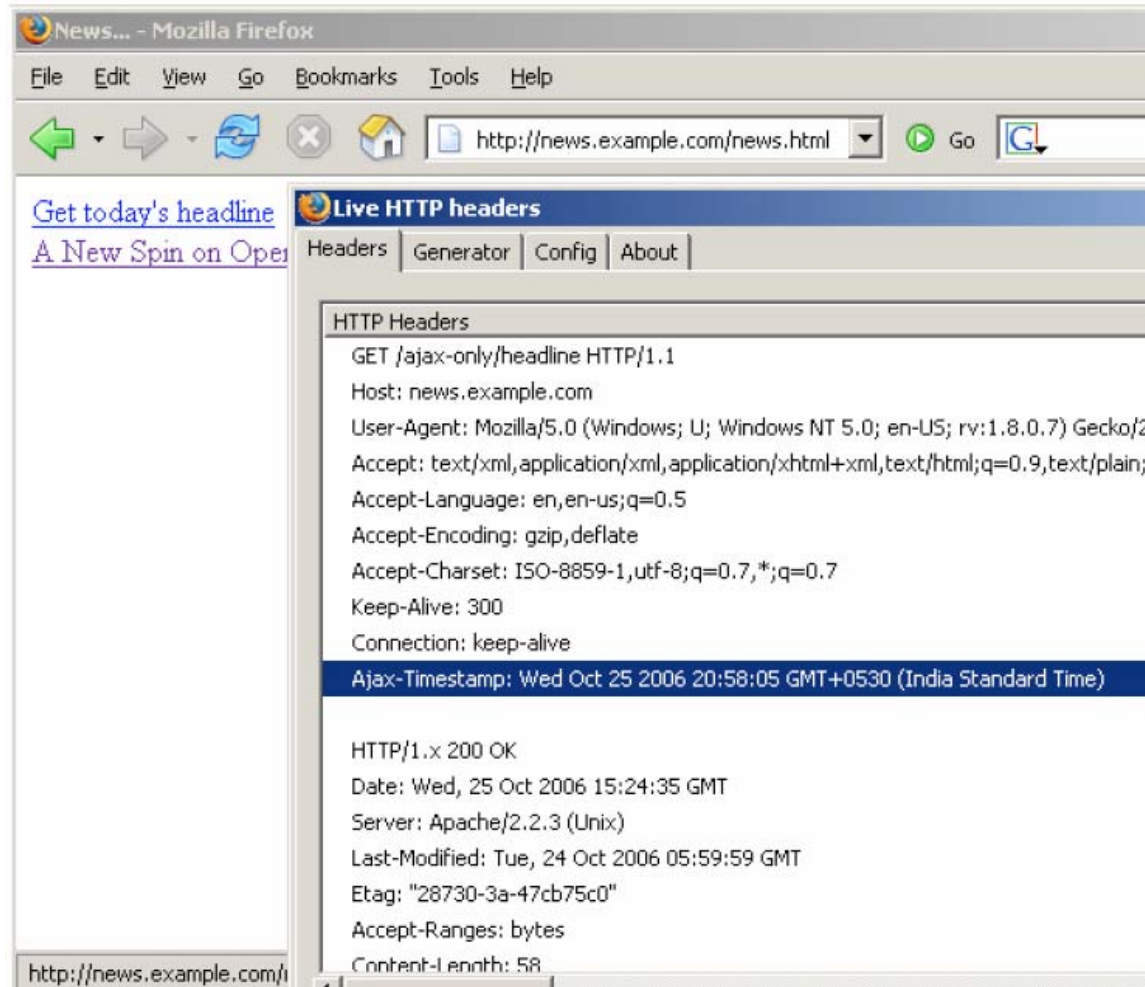 News... - Mozilla Firefox
File Edit View Go Bookmarks Tools Help
http://news.example.com/news.html Go G
Get today's headline
A New Spin on Oper
Live HTTP headers
Headers Generator Config About
HTTP Headers
GET /ajax-only/headline HTTP/1.1
Host: news.example.com
User-Agent: Mozilla/5.0 (Windows; U; Windows NT 5.0; en-US; rv:1.8.0.7) Gecko/2
Accept: text/xml,application/xml,application/xhtml+xml,text/html;q=0.9,text/plain;
Accept-Language: en,en-us;q=0.5
Accept-Encoding: gzip,deflate
Accept-Charset: ISO-8859-1,utf-8;q=0.7,*;q=0.7
Keep-Alive: 300
Connection: keep-alive
Ajax-Timestamp: Wed Oct 25 2006 20:58:05 GMT+0530 (India Standard Time)
HTTP/1.x 200 OK
Date: Wed, 25 Oct 2006 15:24:35 GMT
Server: Apache/2.2.3 (Unix)
Last-Modified: Tue, 24 Oct 2006 05:59:59 GMT
Etag: "28730-3a-47cb75c0"
Accept-Ranges: bytes
Content-Length: 58
http://news.example.com/